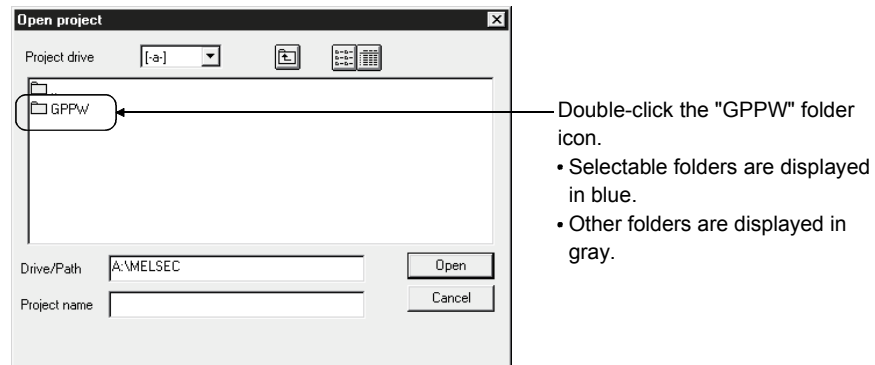 Open project
Project drive
[-a-]
..
GPPW
Drive/Path
A:\MELSEC
Open
Project name
Cancel
Double-click the "GPPW" folder
icon.
• Selectable folders are displayed
in blue.
• Other folders are displayed in
gray.